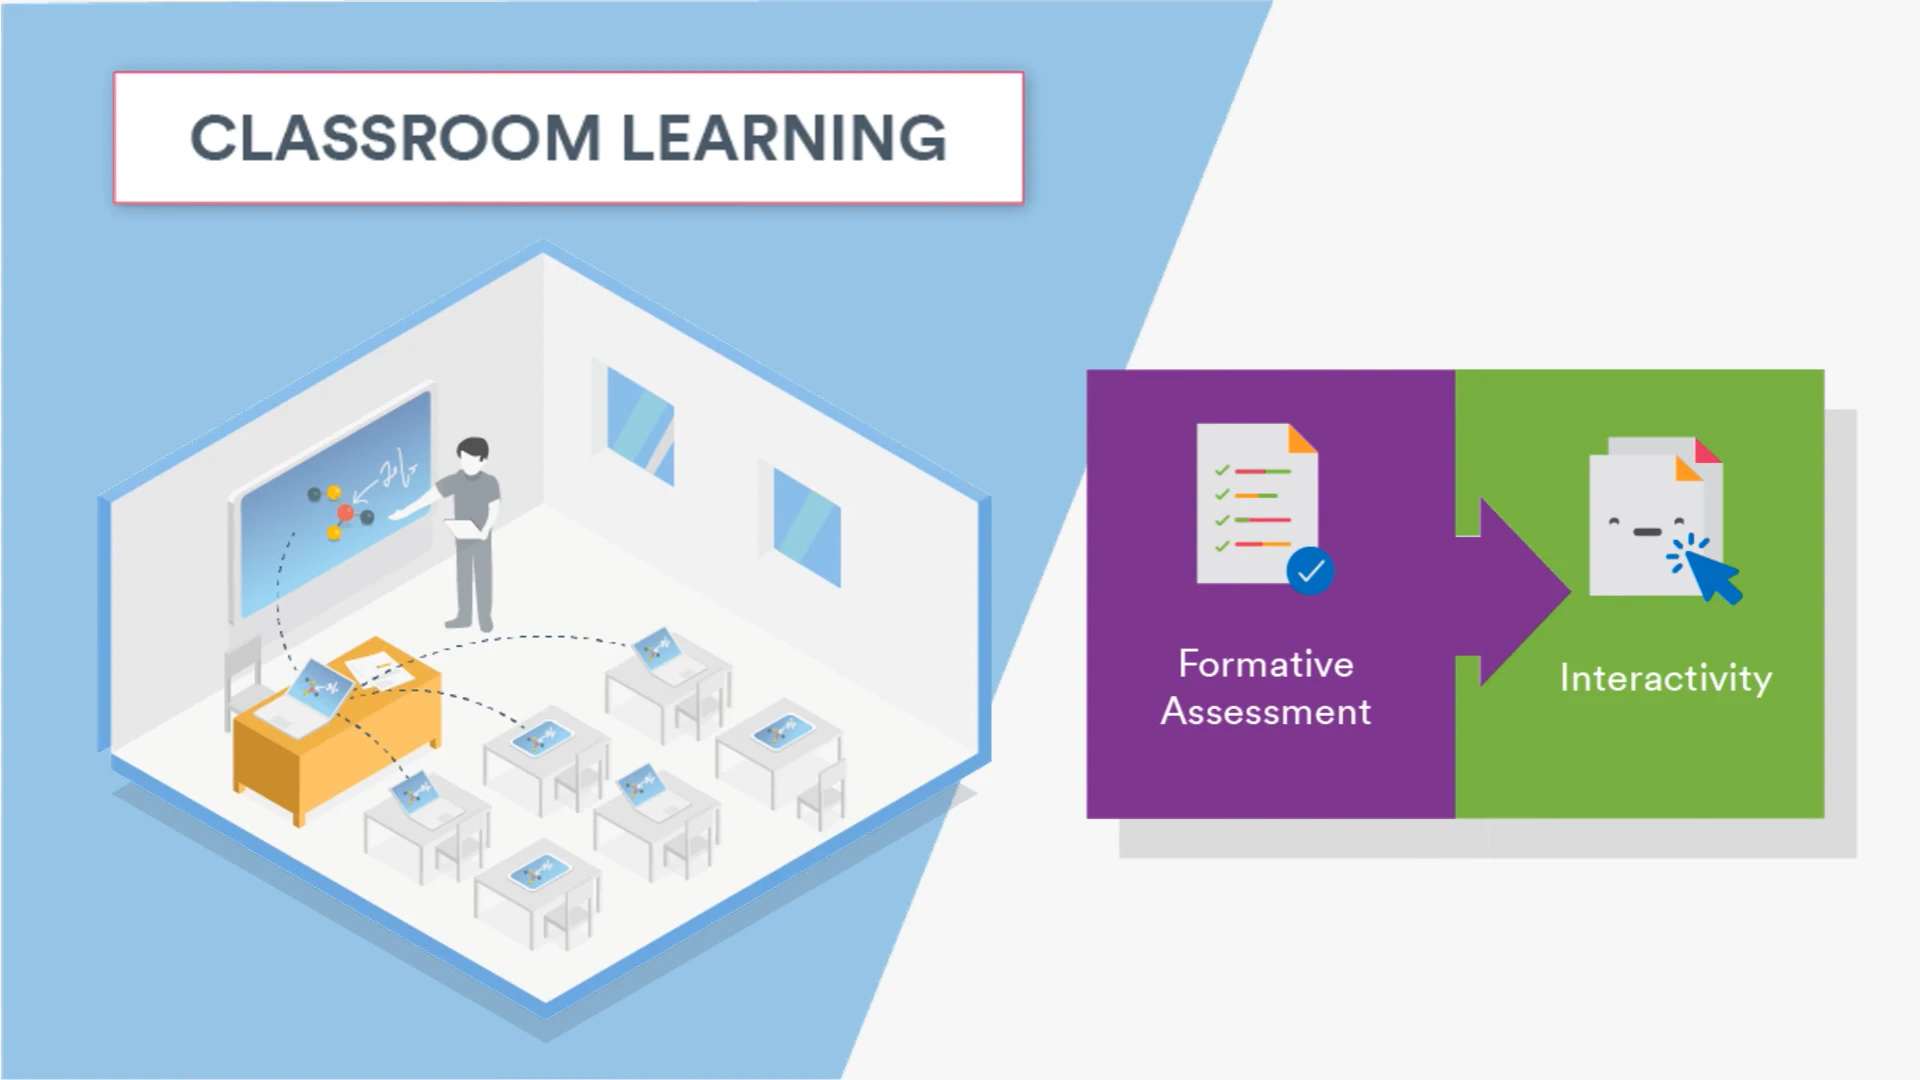 CLASSROOM LEARNING
Formative
Assessment
Interactivity